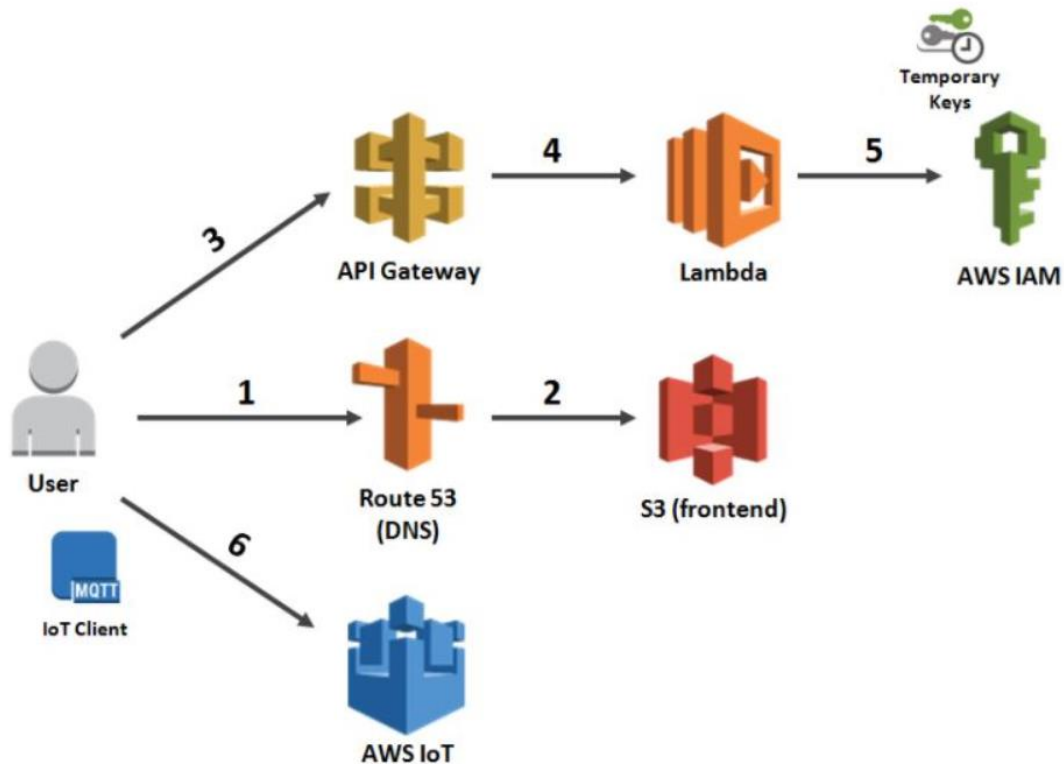 Temporary
Keys
4
5
3
API Gateway
Lambda
AWS IAM
1
2
User
Route 53
(DNS)
S3 (frontend)
6
MQTT
IoT Client
AWS IoT